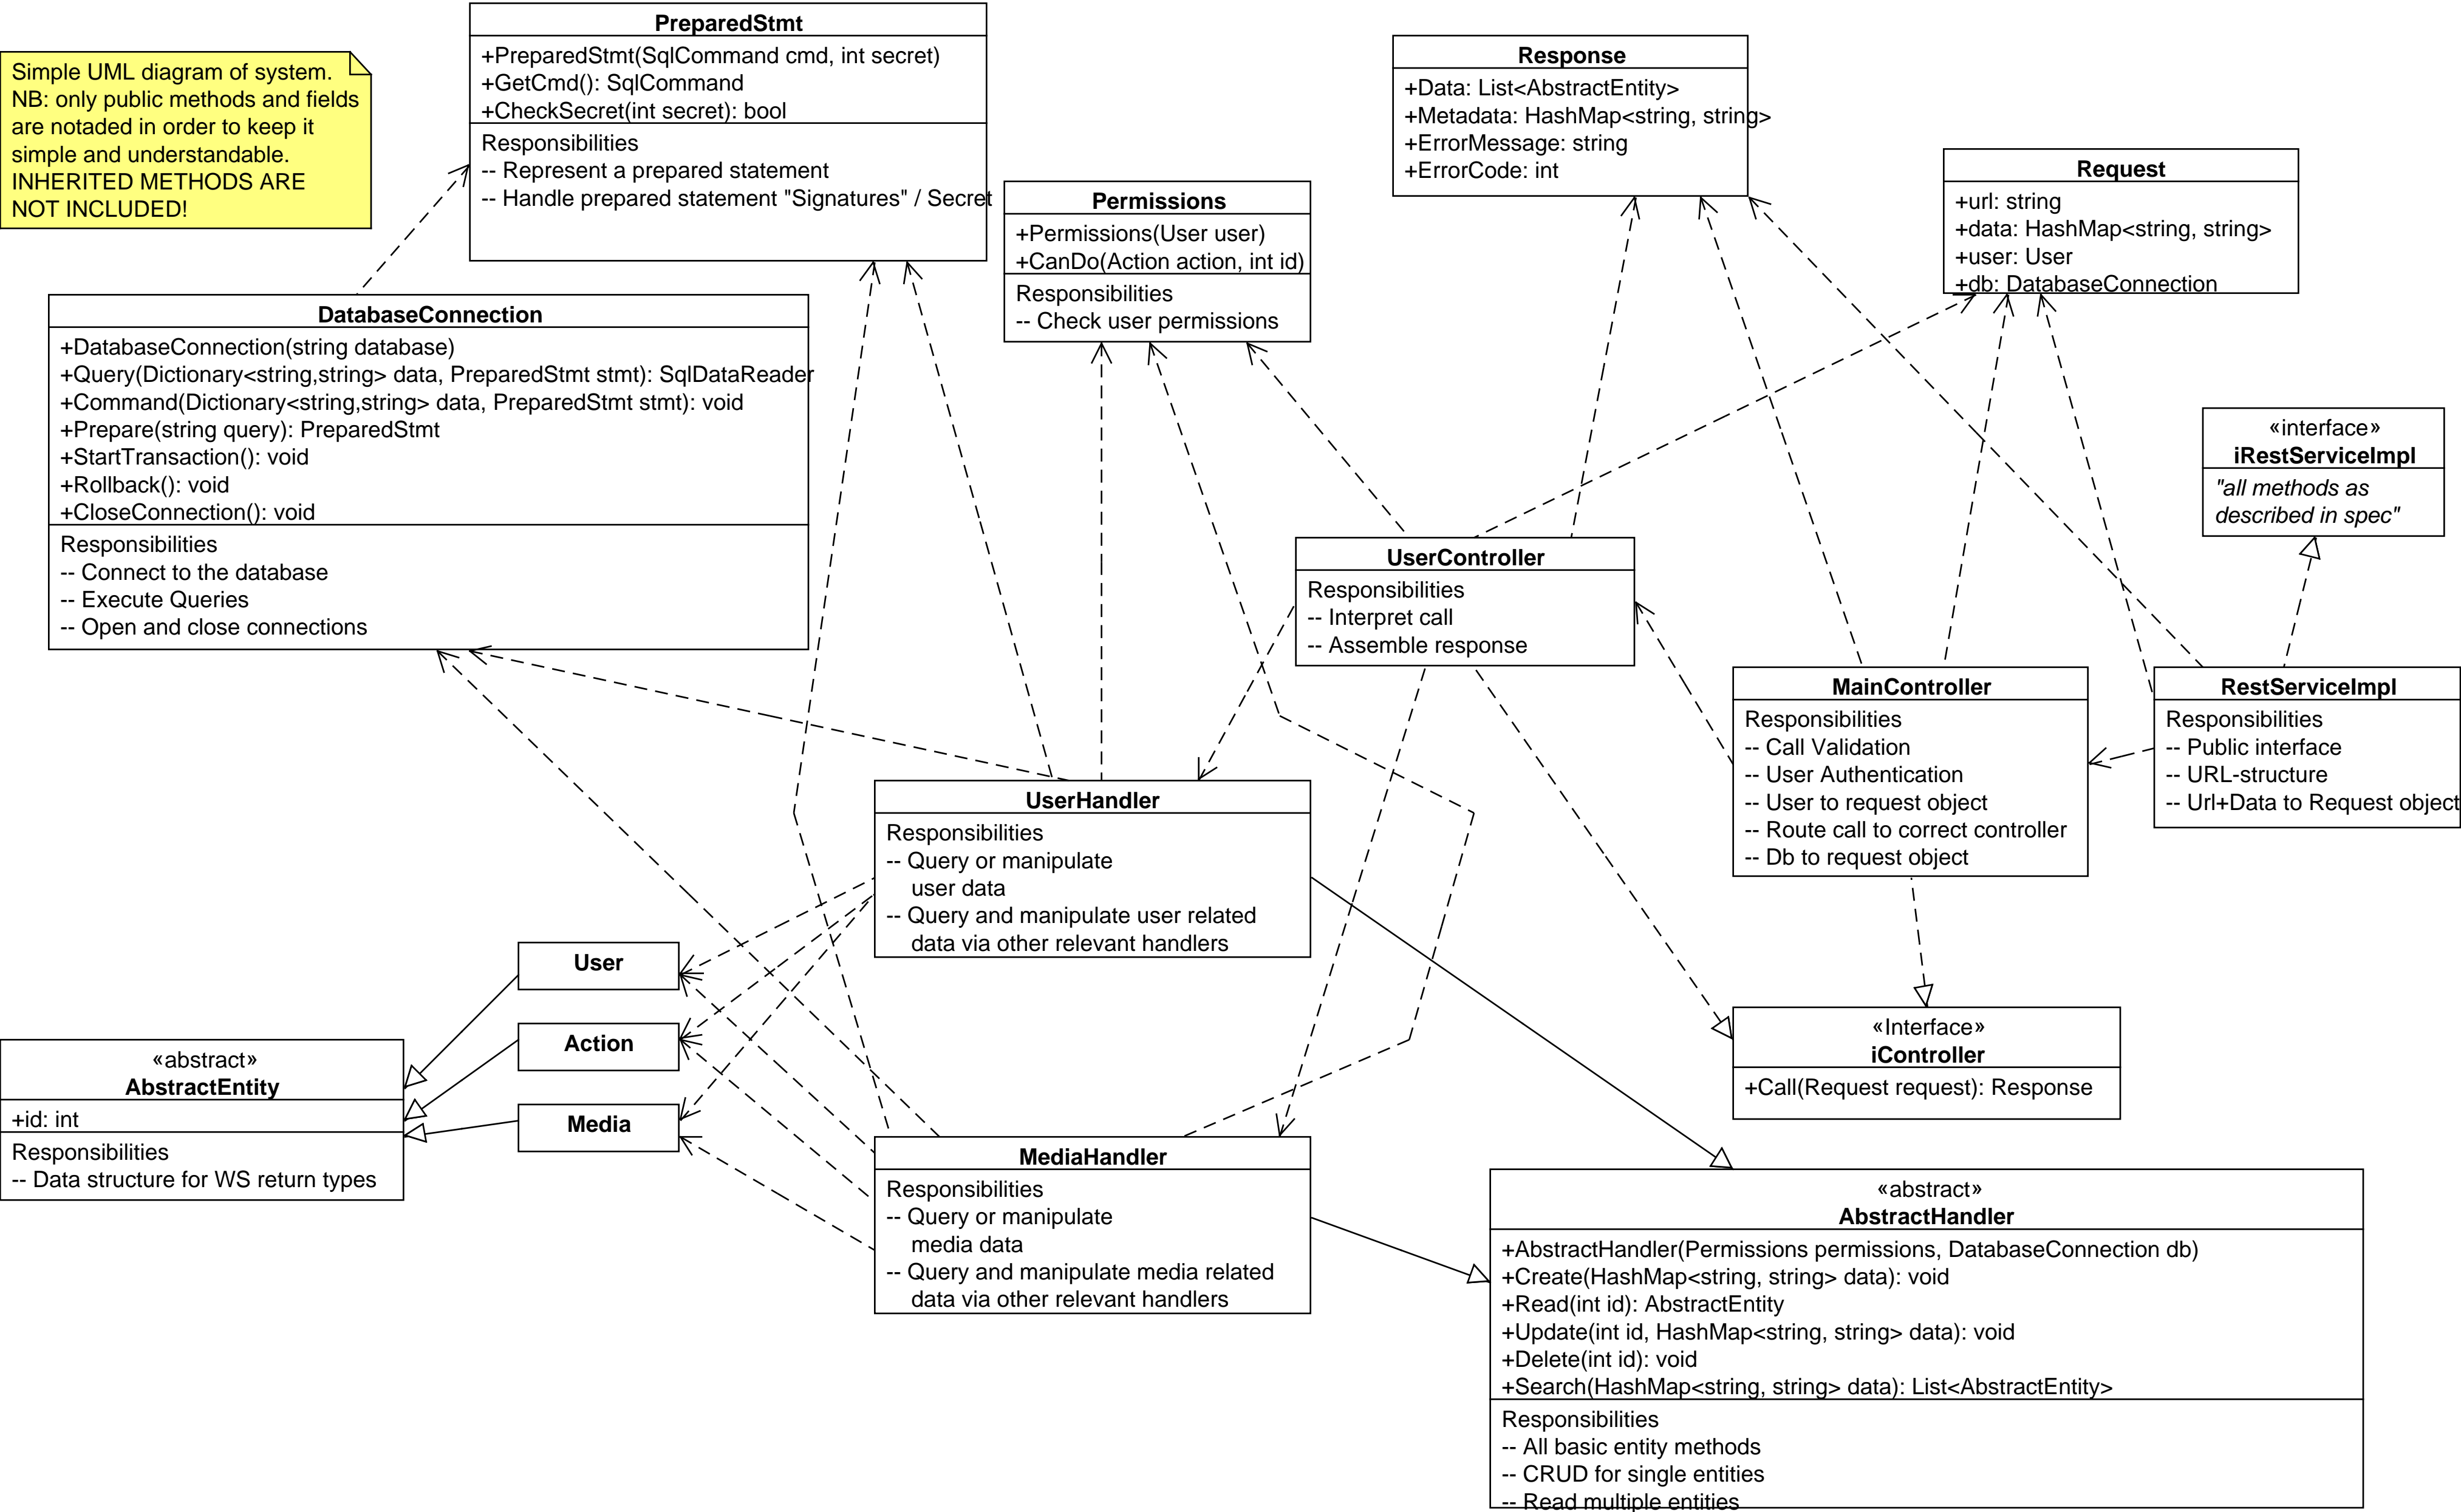 Simple UML diagram of system.
NB: only public methods and fields
are notaded in order to keep it
simple and understandable.
INHERITED METHODS ARE
NOT INCLUDED!
PreparedStmt
+PreparedStmt(SqlCommand cmd, int secret)
+GetCmd(): SqlCommand
+CheckSecret(int secret): bool
Responsibilities
-- Represent a prepared statement
-- Handle prepared statement "Signatures" / Secret
Permissions
+Permissions(User user)
+CanDo(Action action, int id)
Responsibilities
-- Check user permissions
Response
+Data: List<AbstractEntity>
+Metadata: HashMap<string, string>
+ErrorMessage: string
+ErrorCode: int
Request
+url: string
+data: HashMap<string, string>
+user: User
+db: DatabaseConnection
DatabaseConnection
+DatabaseConnection(string database)
+Query(Dictionary<string,string> data, PreparedStmt stmt): SqlDataReader
+Command(Dictionary<string,string> data, PreparedStmt stmt): void
+Prepare(string query): PreparedStmt
+StartTransaction(): void
+Rollback(): void
+CloseConnection(): void
Responsibilities
-- Connect to the database
-- Execute Queries
-- Open and close connections
«interface»
iRestServiceImpl
"all methods as
described in spec"
UserController
Responsibilities
-- Interpret call
-- Assemble response
MainController
Responsibilities
-- Call Validation
-- User Authentication
-- User to request object
-- Route call to correct controller
-- Db to request object
RestServiceImpl
Responsibilities
-- Public interface
-- URL-structure
-- Url+Data to Request object
UserHandler
Responsibilities
-- Query or manipulate
user data
-- Query and manipulate user related
data via other relevant handlers
User
Action
Media
«abstract»
AbstractEntity
+id: int
Responsibilities
-- Data structure for WS return types
«Interface»
iController
+Call(Request request): Response
MediaHandler
Responsibilities
-- Query or manipulate
media data
-- Query and manipulate media related
data via other relevant handlers
«abstract»
AbstractHandler
+AbstractHandler(Permissions permissions, DatabaseConnection db)
+Create(HashMap<string, string> data): void
+Read(int id): AbstractEntity
+Update(int id, HashMap<string, string> data): void
+Delete(int id): void
+Search(HashMap<string, string> data): List<AbstractEntity>
Responsibilities
-- All basic entity methods
-- CRUD for single entities
-- Read multiple entities